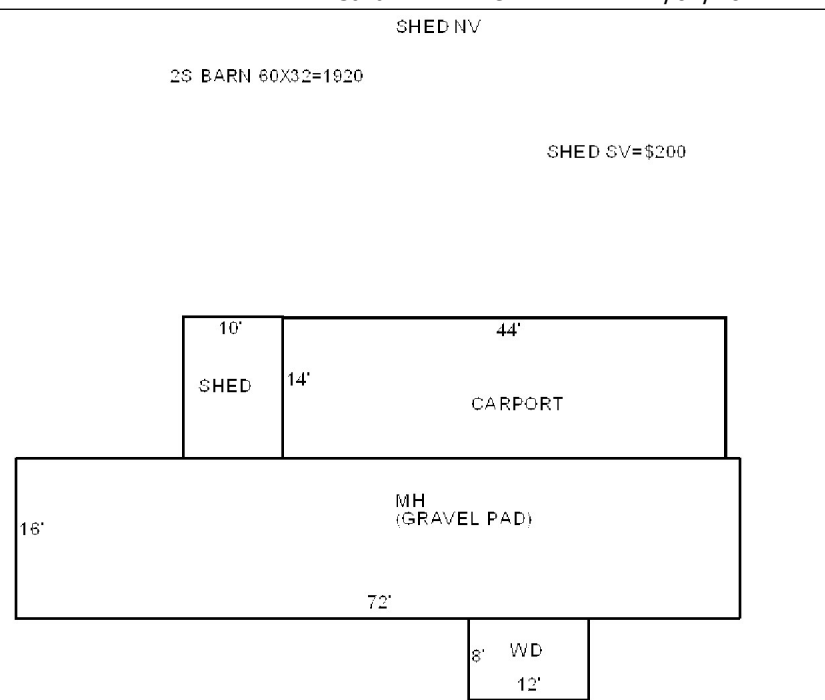 SHED NV
2S BARN 60X32=1920
SHED SV=$200
10'
44'
SHED
14'
CARPORT
MH
(GRAVEL PAD)
16'
72'
8'
WD
12'